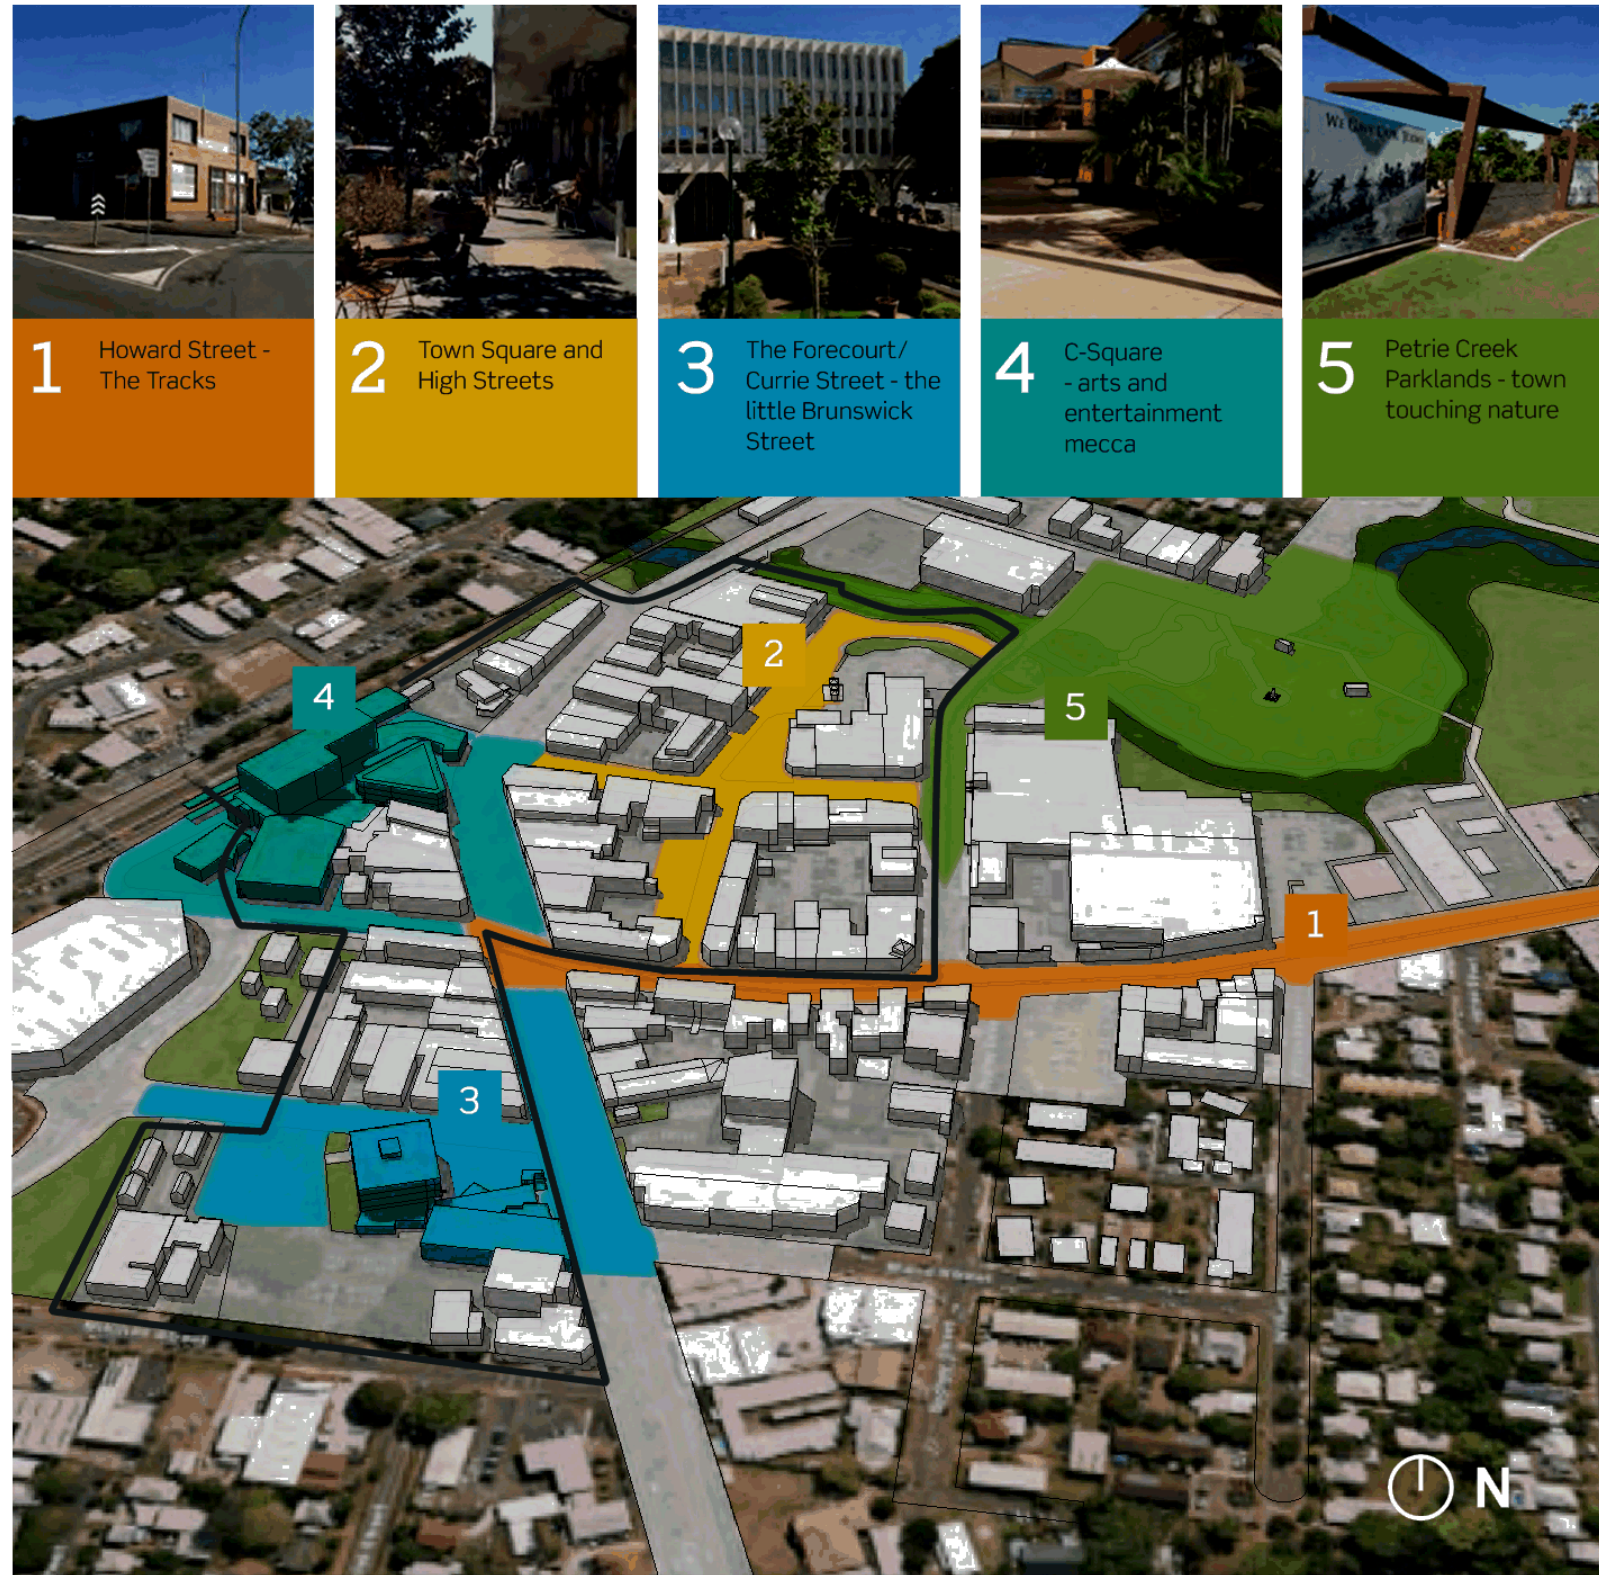 WE
1
Howard Street -
The Tracks
2
Town Square and
High Streets
3
The Forecourt/
Currie Street - the
little Brunswick
Street
4
C-Square
- arts and
entertainment
mecca
5
Petrie Creek
Parklands - town
touching nature
2
4
5
1
3
N